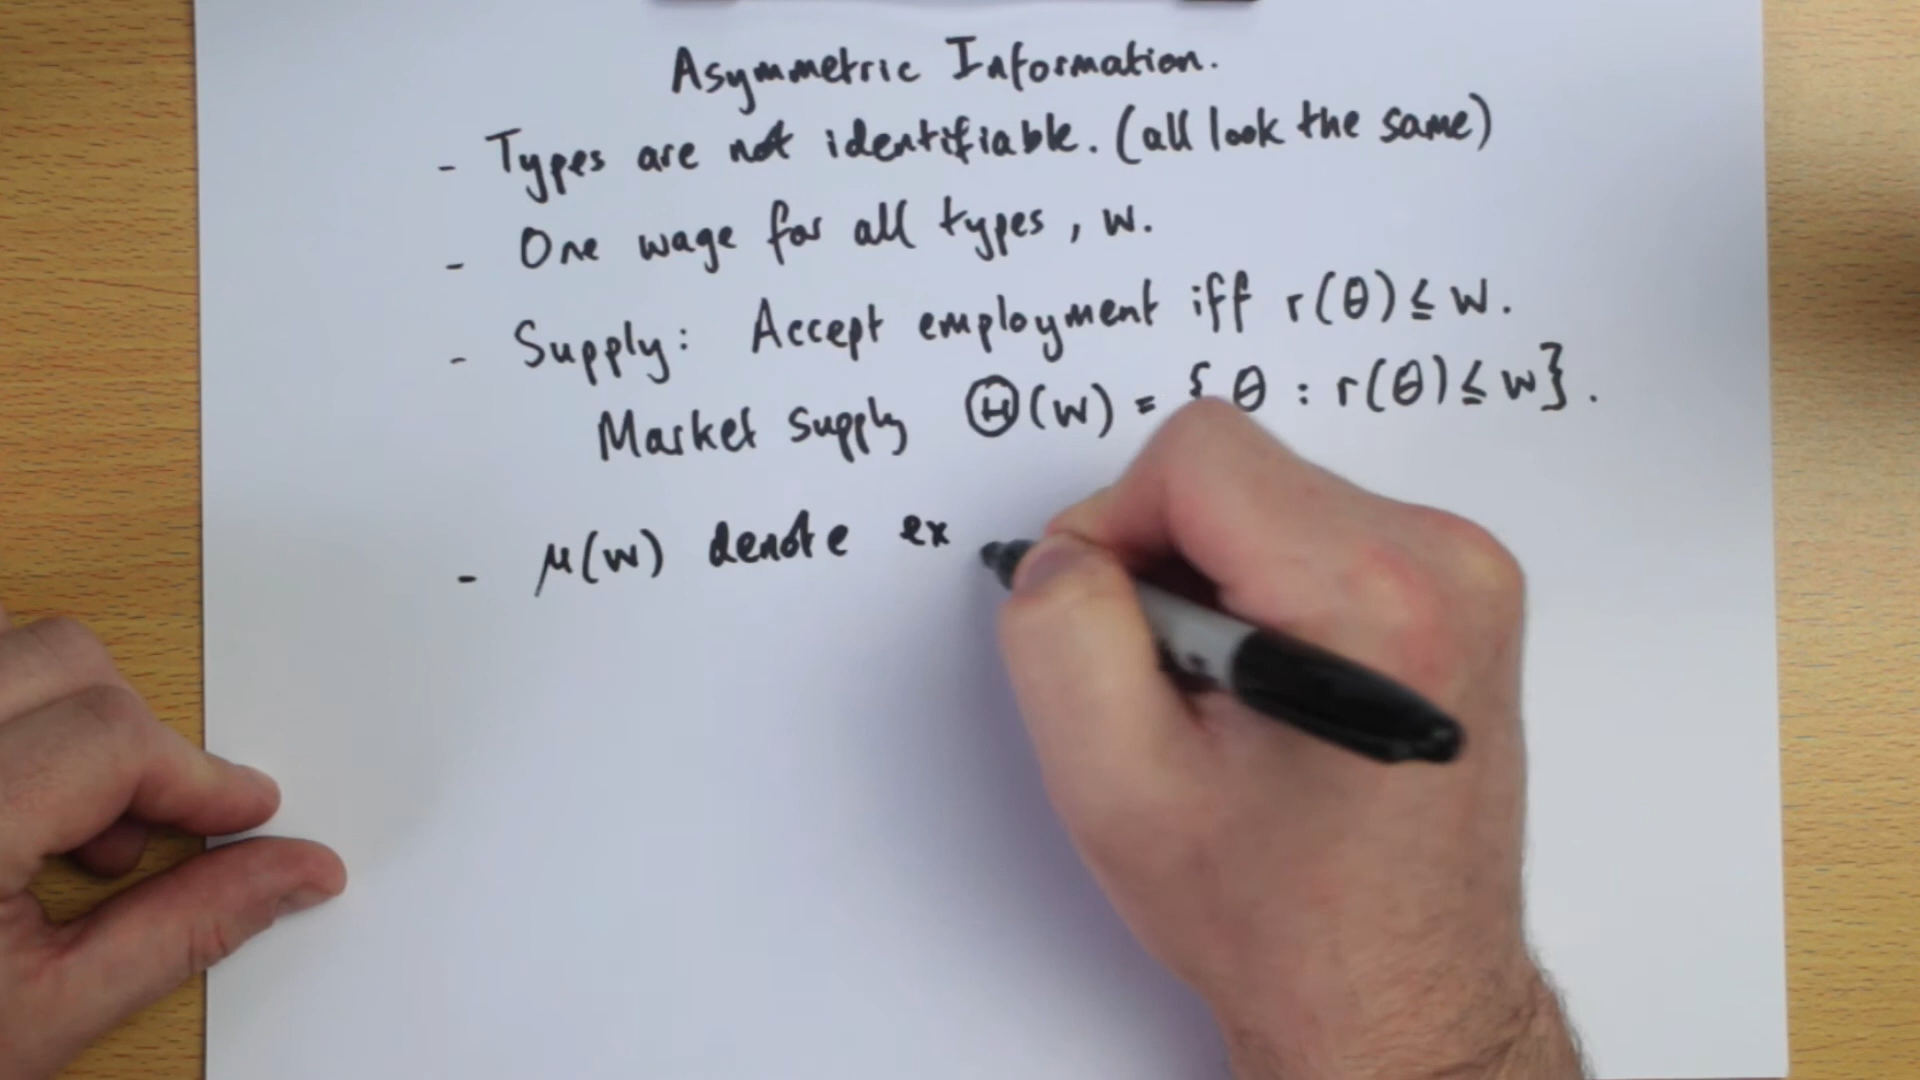 Asymmetric Information.
- Types are not identifiable. (all look the same)
- One wage for all types, w.
- Supply: Accept employment iff r(θ) ≤ w.
Market supply Θ(w) = { θ : r(θ) ≤ w}.
- μ(w) denote ex